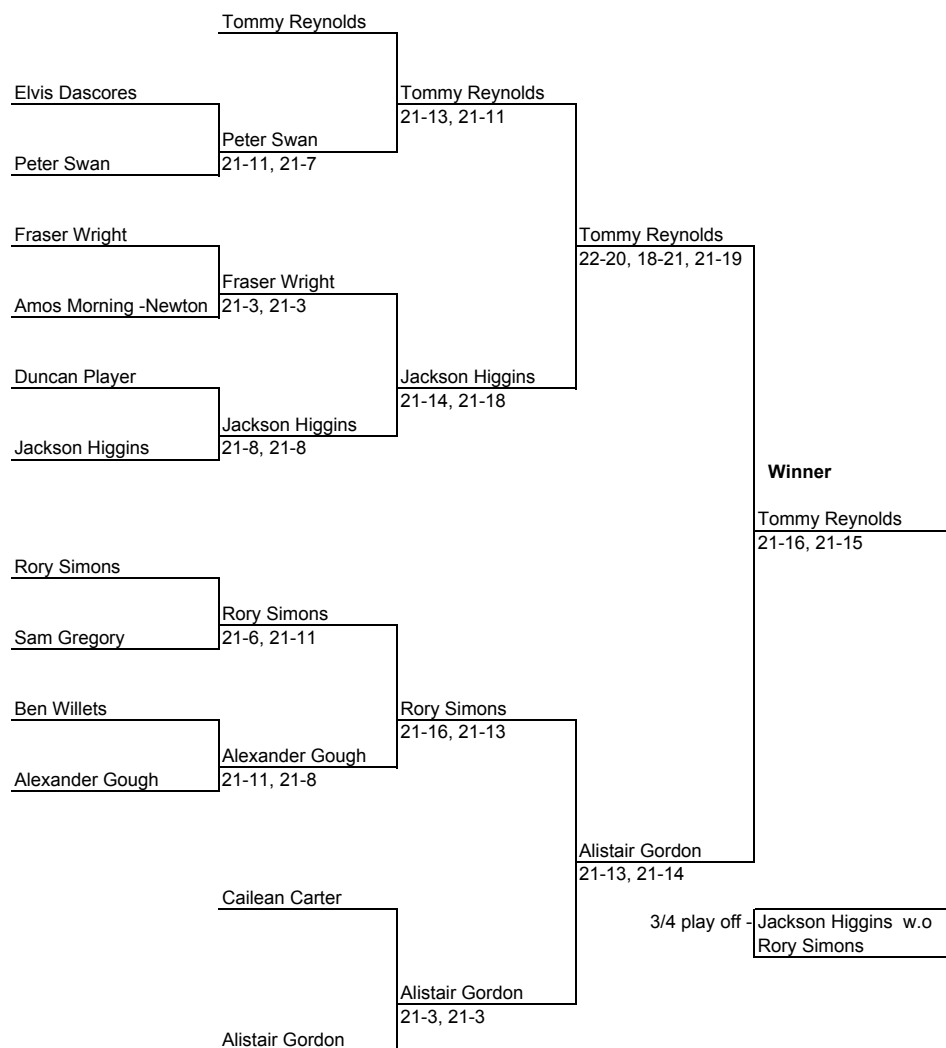 Tommy Reynolds
Elvis Dascores
Tommy Reynolds
21-13, 21-11
Peter Swan
Peter Swan
21-11, 21-7
Fraser Wright
Tommy Reynolds
22-20, 18-21, 21-19
Fraser Wright
Amos Morning -Newton
21-3, 21-3
Duncan Player
Jackson Higgins
21-14, 21-18
Jackson Higgins
Jackson Higgins
21-8, 21-8
Winner
Tommy Reynolds
21-16, 21-15
Rory Simons
Rory Simons
Sam Gregory
21-6, 21-11
Ben Willets
Rory Simons
21-16, 21-13
Alexander Gough
Alexander Gough
21-11, 21-8
Alistair Gordon
21-13, 21-14
Cailean Carter
3/4 play off - Jackson Higgins w.o
Rory Simons
Alistair Gordon
21-3, 21-3
Alistair Gordon